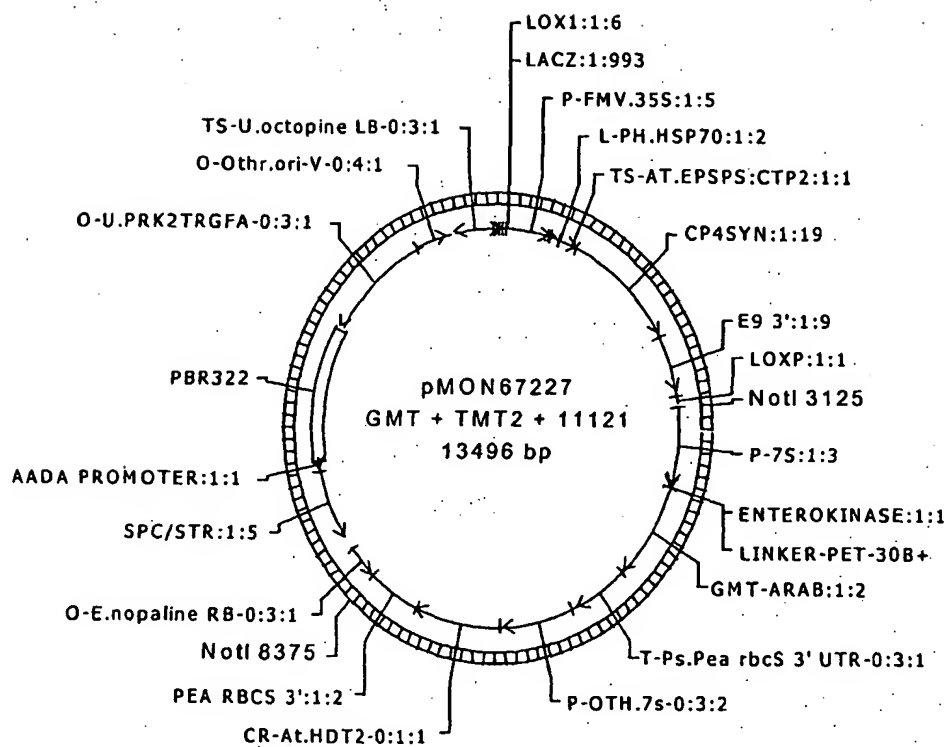 LOX1:1:6
LACZ:1:993
P-FMV.35S:1:5
L-PH.HSP70:1:2
TS-AT.EPSPS:CTP2:1:1
CP4SYN:1:19
E9 3':1:9
LOXP:1:1
NotI 3125
P-7S:1:3
ENTEROKINASE:1:1
LINKER-PET-30B+
GMT-ARAB:1:2
T-Ps.Pea rbcS 3' UTR-0:3:1
P-OTH.7s-0:3:2
CR-At.HDT2-0:1:1
PEA RBCS 3':1:2
NotI 8375
O-E.nopaline RB-0:3:1
SPC/STR:1:5
AADA PROMOTER:1:1
PBR322
O-U.PRK2TRGFA-0:3:1
O-Othr.ori-V-0:4:1
TS-U.octopine LB-0:3:1
pMON67227
GMT + TMT2 + 11121
13496 bp